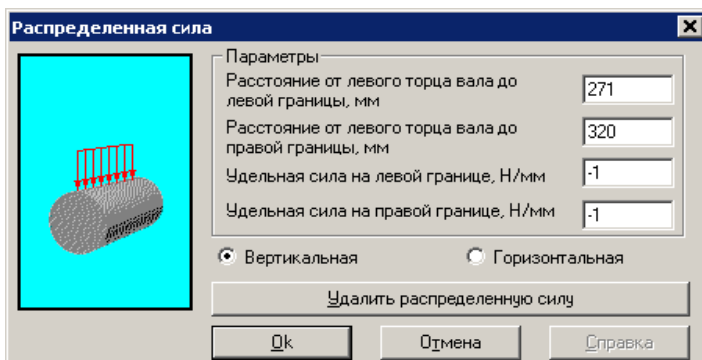 Распределенная сила
Параметры
Расстояние от левого торца вала до
левой границы, мм
271
Расстояние от левого торца вала до
правой границы, мм
320
Удельная сила на левой границе, Н/мм
-1
Удельная сила на правой границе, Н/мм
-1
Вертикальная
Горизонтальная
Удалить распределенную силу
Ok
Отмена
Справка